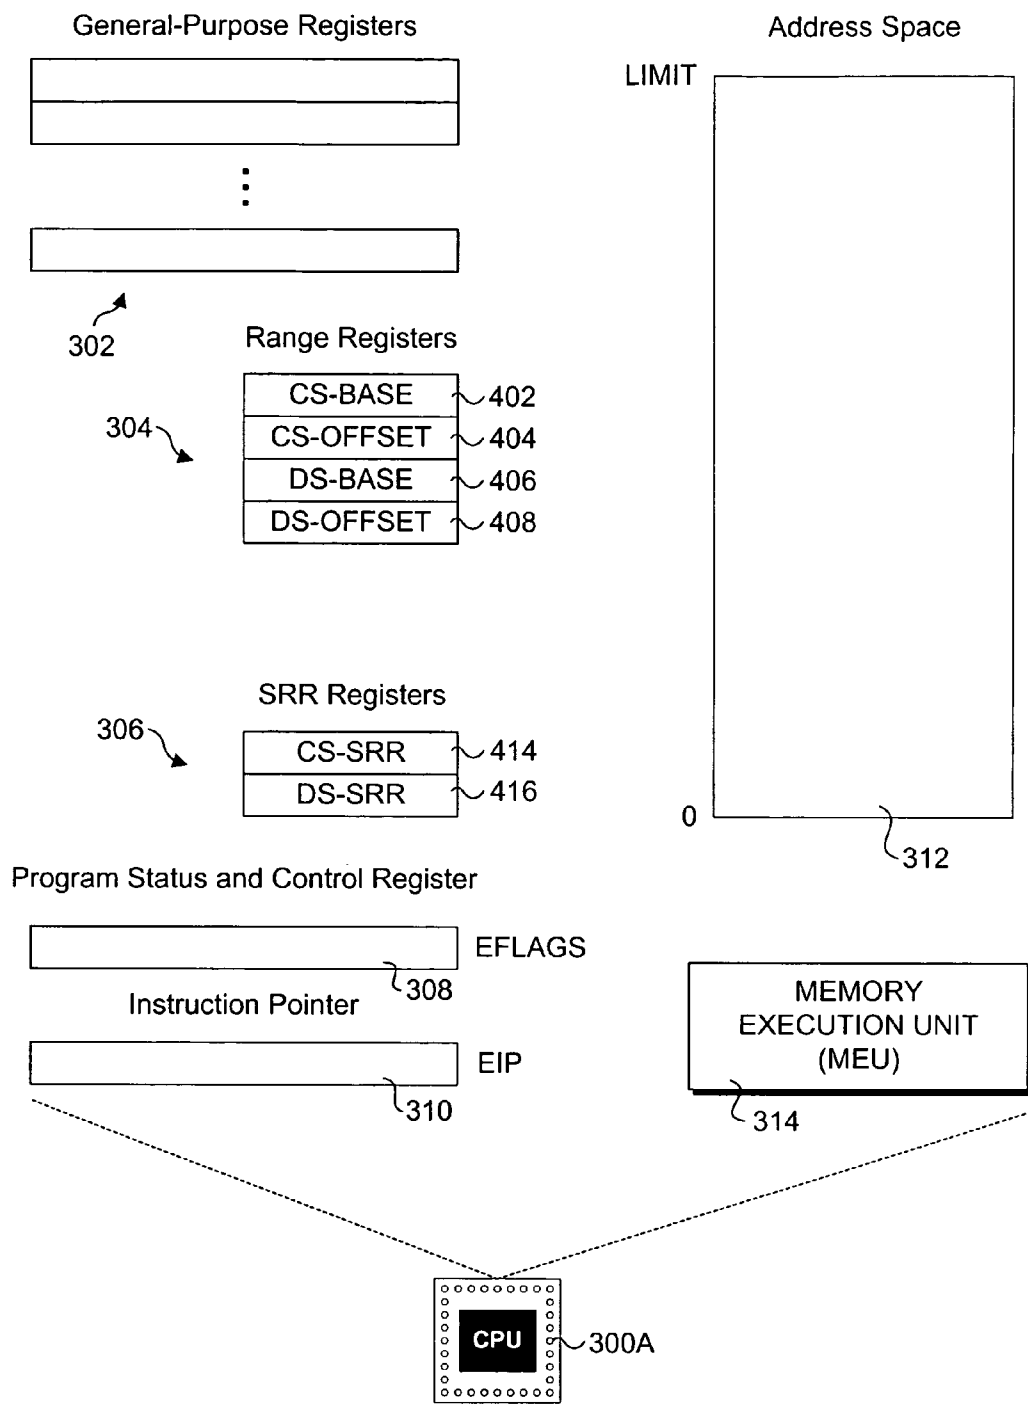 General-Purpose Registers
Address Space
LIMIT
302
Range Registers
304
CS-BASE 402
CS-OFFSET 404
DS-BASE 406
DS-OFFSET 408
SRR Registers
306
CS-SRR 414
DS-SRR 416
0
312
Program Status and Control Register
EFLAGS
308
Instruction Pointer
EIP
310
MEMORY
EXECUTION UNIT
(MEU)
314
CPU
300A